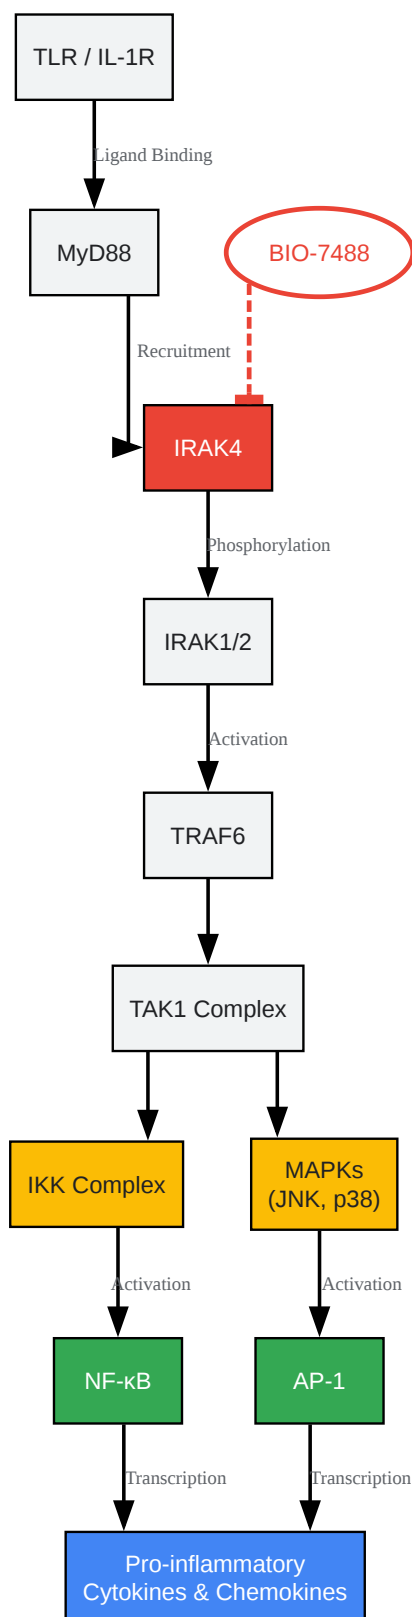 TLR / IL-1R
Ligand Binding
MyD88
BIO-7488
Recruitment
IRAK4
Phosphorylation
IRAK1/2
Activation
TRAF6
TAK1 Complex
IKK Complex
MAPKs
(JNK, p38)
Activation
Activation
NF-κB
AP-1
Transcription
Transcription
Pro-inflammatory
Cytokines & Chemokines